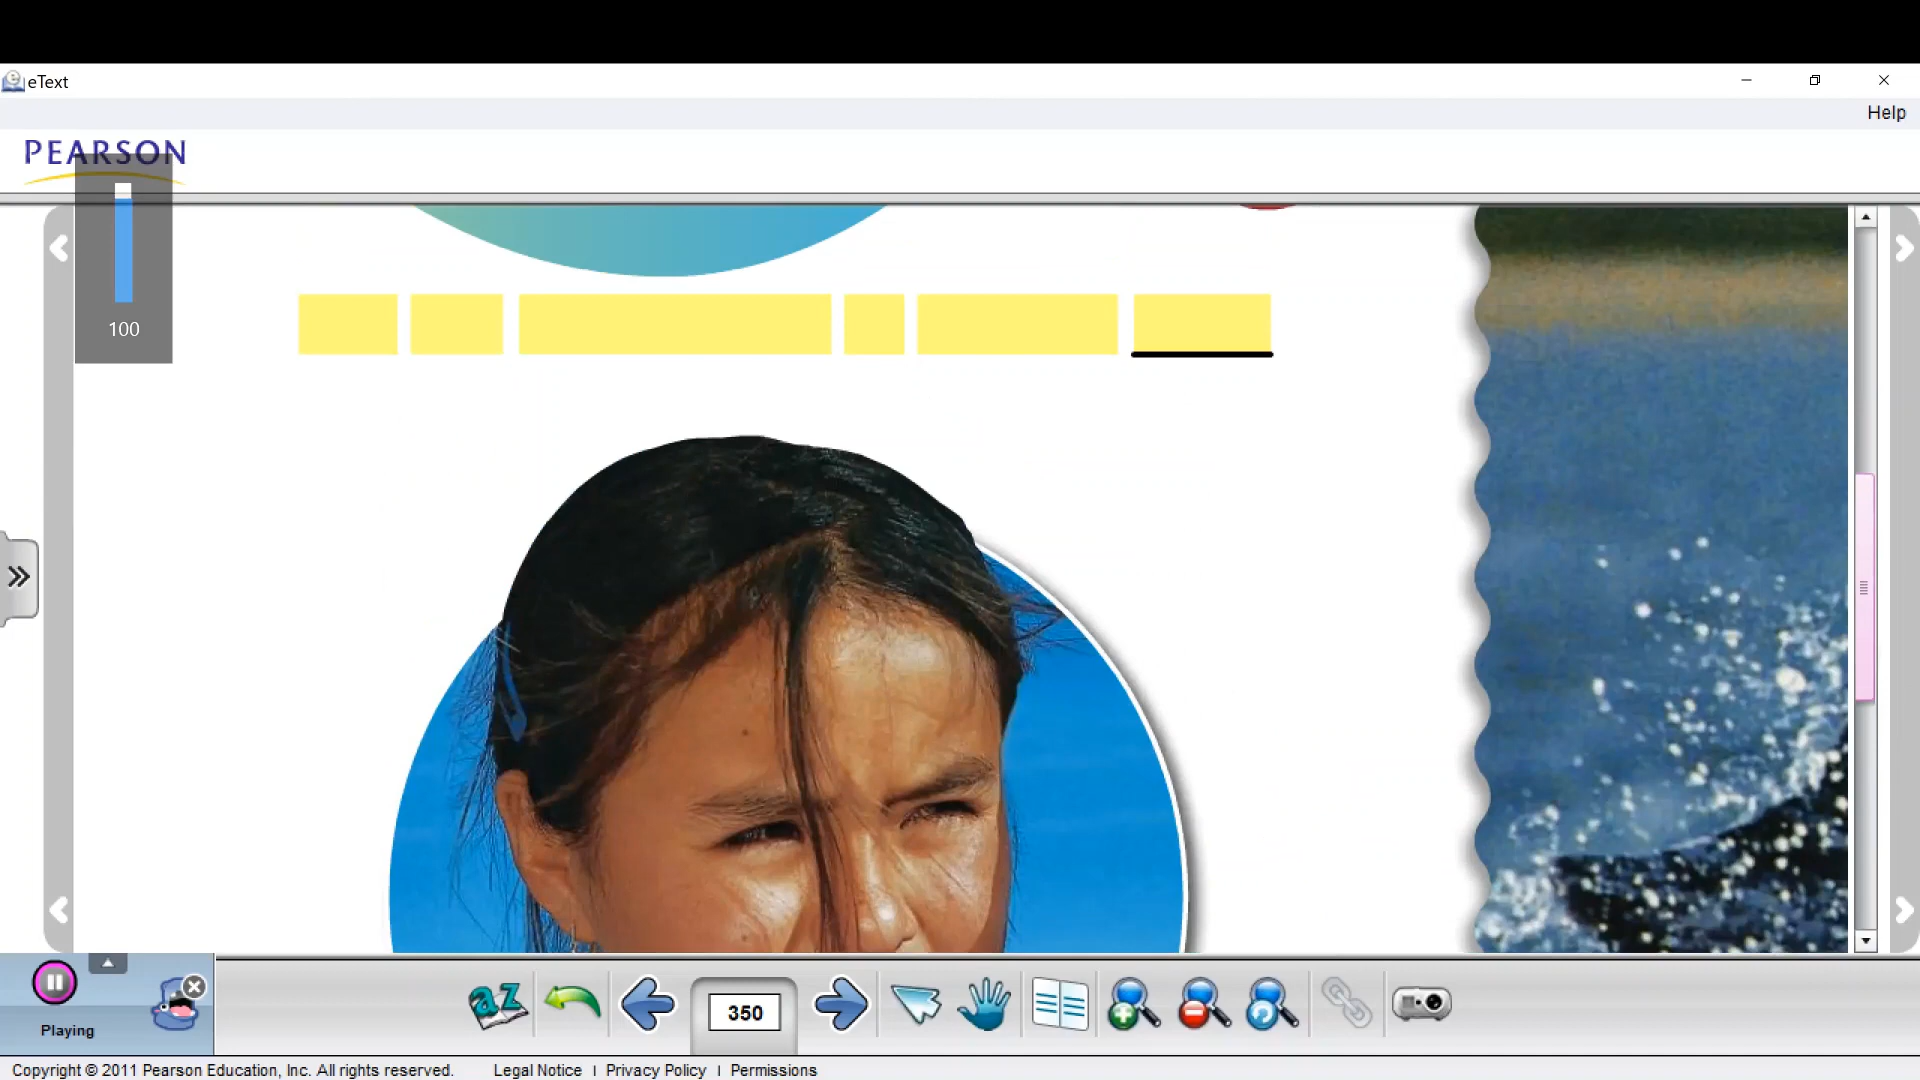 eText
Help
PEARSON
100
350
Playing
Copyright © 2011 Pearson Education, Inc. All rights reserved. Legal Notice | Privacy Policy | Permissions